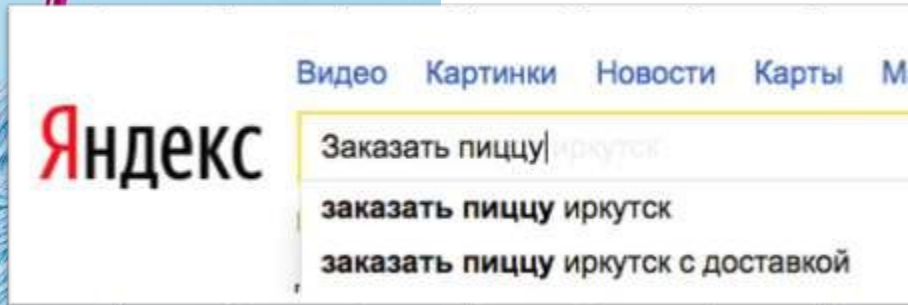 Видео Картинки Новости Карты
Яндекс
Заказать пиццу иркутск
заказать пиццу иркутск
заказать пиццу иркутск с доставкой